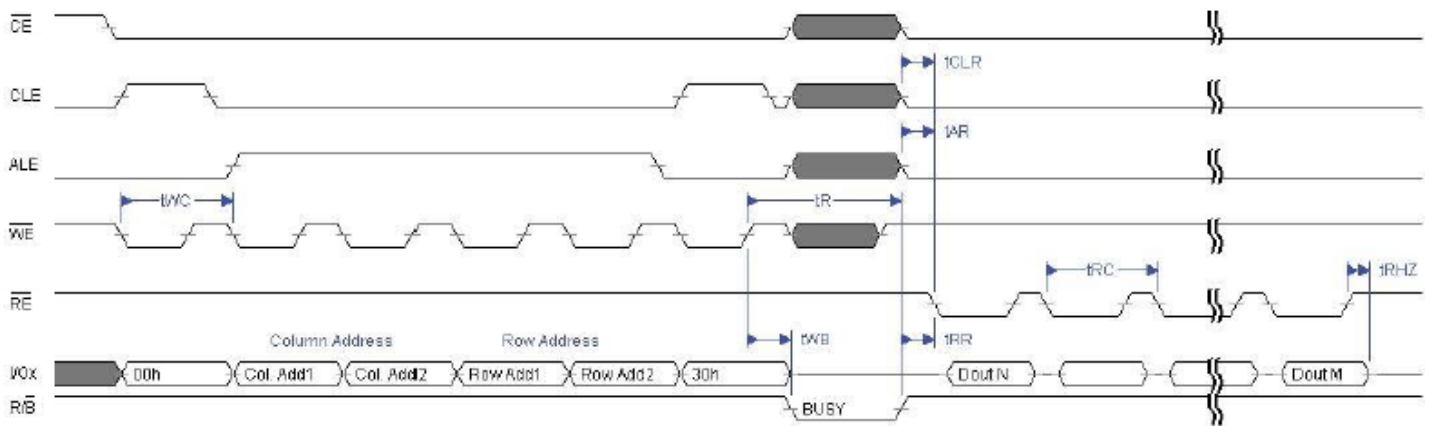 CE
tCLR
CLE
tAR
ALE
tWC
tR
WE
tRC
tRHZ
RE
Column Address
Row Address
tWB
tRR
I/Ox
00h
Col. Add1
Col. Add2
Row Add1
Row Add2
30h
Dout N
Dout M
R/B
BUSY